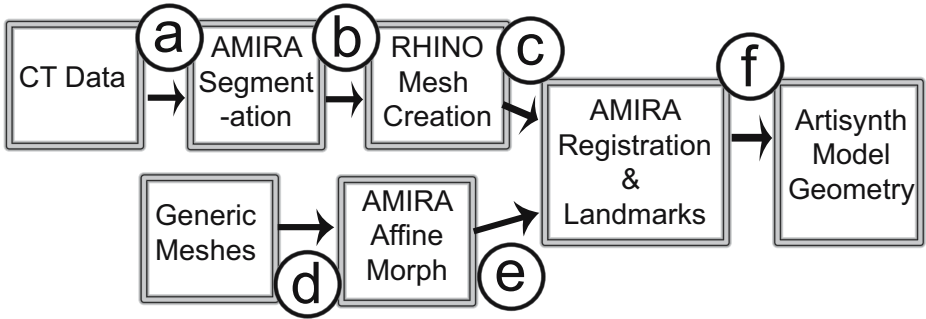 a
b
c
f
CT Data
AMIRA
Segment
-ation
RHINO
Mesh
Creation
AMIRA
Registration
&
Landmarks
Artisynth
Model
Geometry
Generic
Meshes
d
AMIRA
Affine
Morph
e